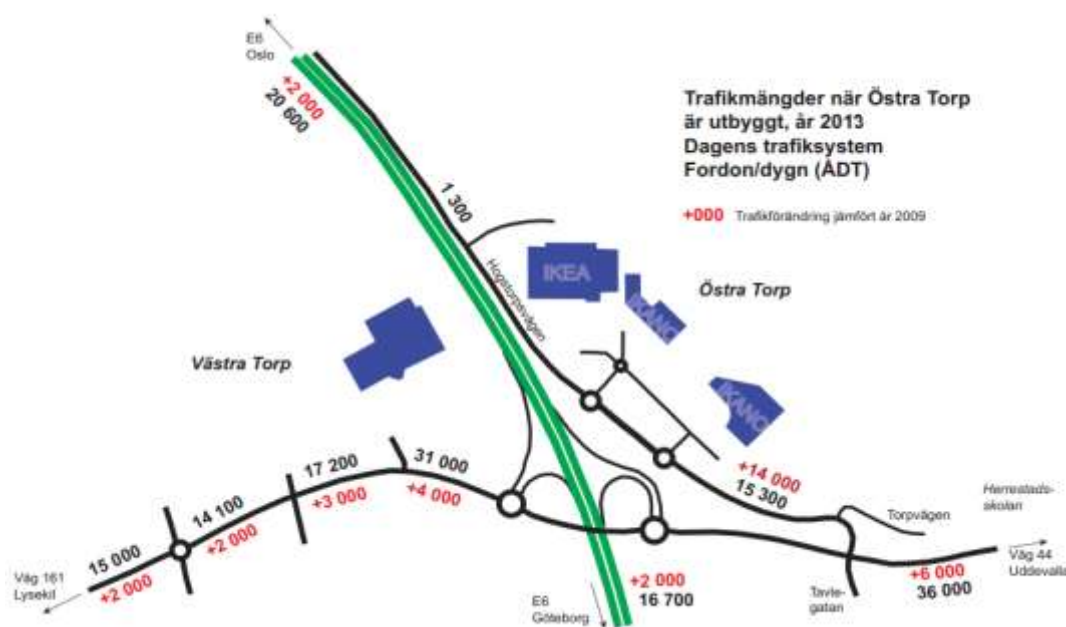 E6
Oslo
+2 000
20 600
Trafikmängder när Östra Torp
är utbyggt, år 2013
Dagens trafiksystem
Fordon/dygn (ÅDT)
+000 Trafikförändring jämfört år 2009
1 300
Hogstorpsvägen
IKEA
IKANO
Östra Torp
Västra Torp
IKANO
31 000
+4 000
17 200
+3 000
14 100
+2 000
15 000
+2 000
+14 000
15 300
Herrestads-
skolan
Torpvägen
Väg 161
Lysekil
Väg 44
Uddevalla
+6 000
36 000
+2 000
16 700
Tavle-
gatan
E6
Göteborg